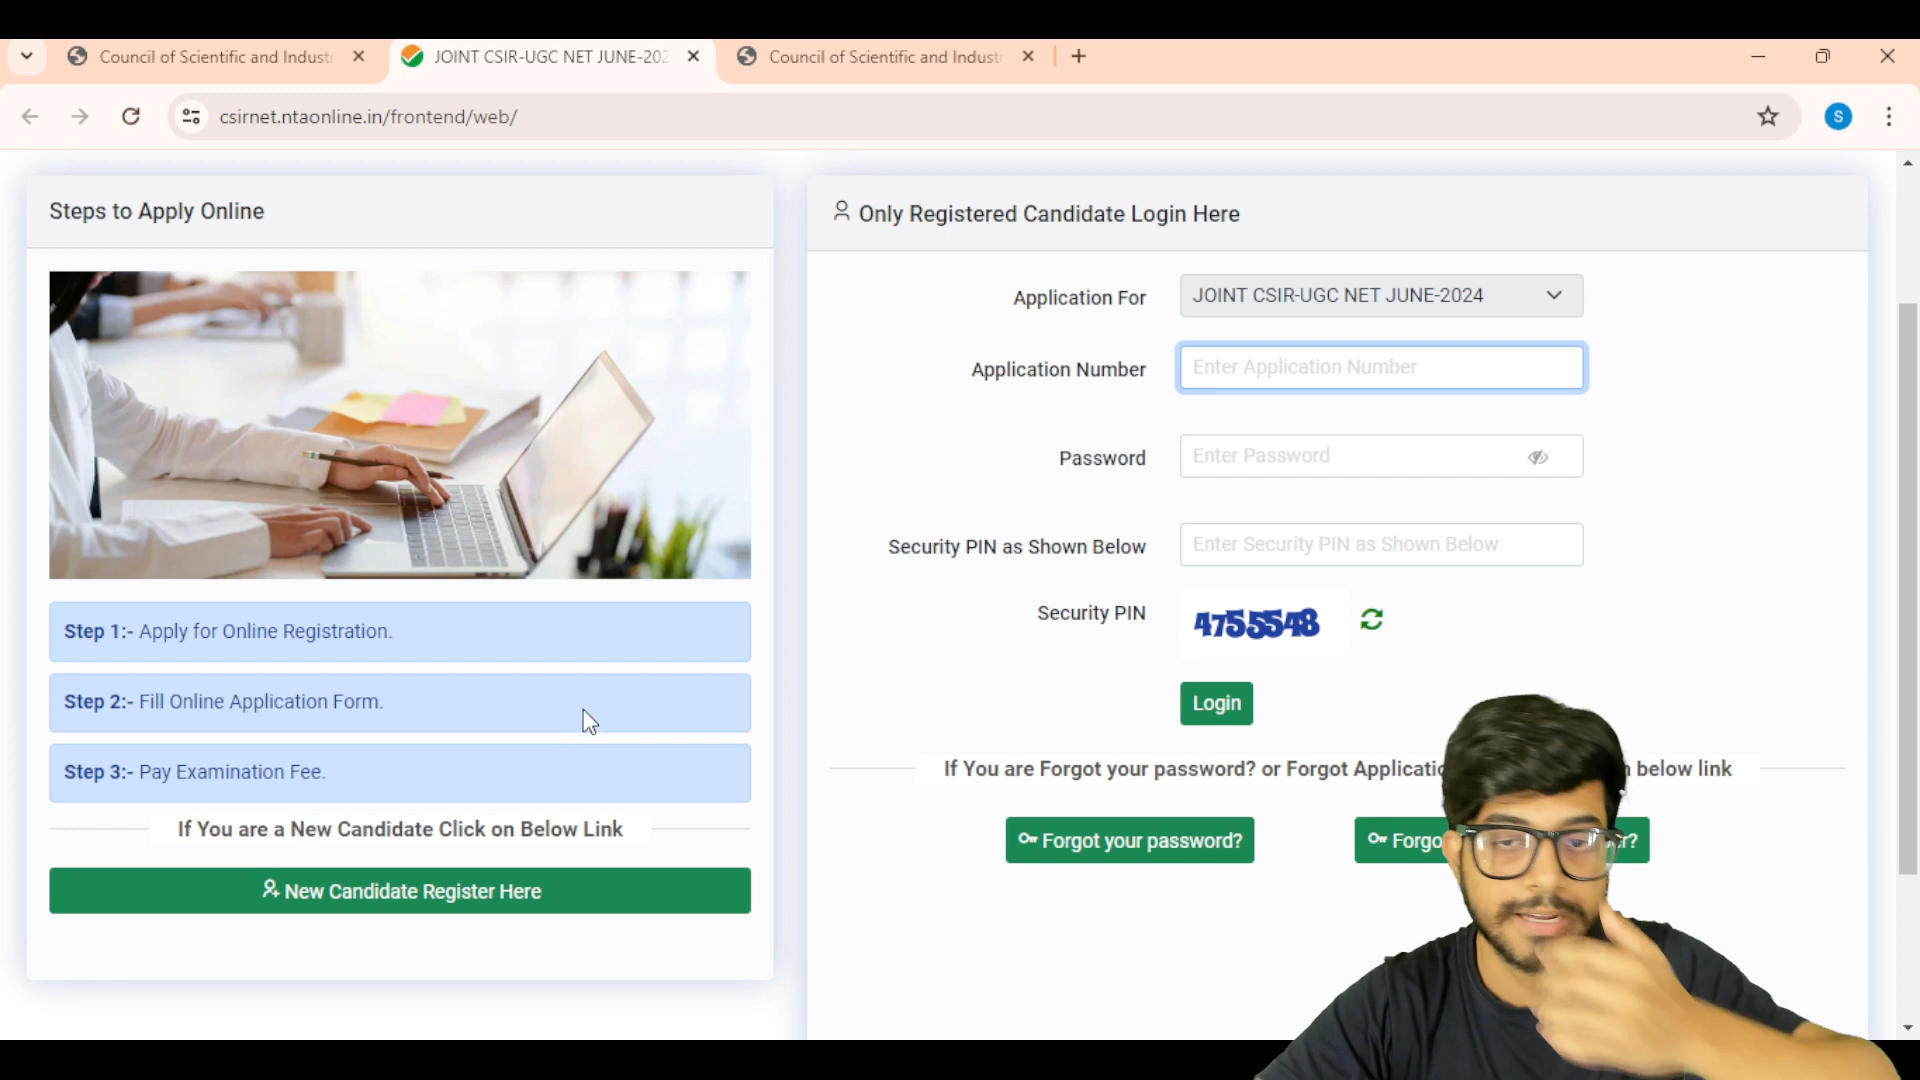 Council of Scientific and Indust
JOINT CSIR-UGC NET JUNE-202
Council of Scientific and Indust
csirnet.ntaonline.in/frontend/web/
S
Steps to Apply Online
Step 1:- Apply for Online Registration.
Step 2:- Fill Online Application Form.
Step 3:- Pay Examination Fee.
If You are a New Candidate Click on Below Link
New Candidate Register Here
Only Registered Candidate Login Here
Application For
JOINT CSIR-UGC NET JUNE-2024
Application Number
Enter Application Number
Password
Enter Password
Security PIN as Shown Below
Enter Security PIN as Shown Below
Security PIN
4755548
Login
If You are Forgot your password? or Forgot Applicatio below link
Forgot your password?
Forgo r?